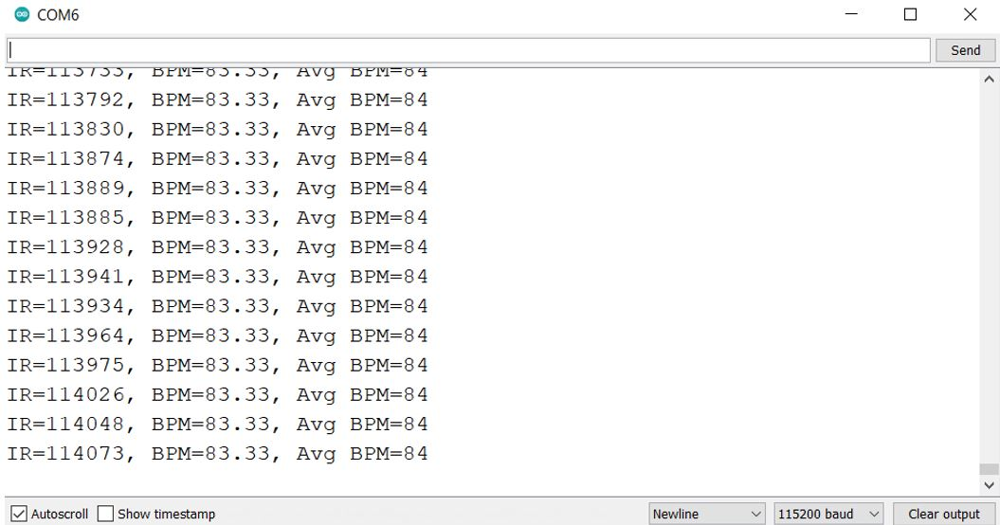 COM6
Send
IR=113733, BPM=83.33, Avg BPM=84
IR=113792, BPM=83.33, Avg BPM=84
IR=113830, BPM=83.33, Avg BPM=84
IR=113874, BPM=83.33, Avg BPM=84
IR=113889, BPM=83.33, Avg BPM=84
IR=113885, BPM=83.33, Avg BPM=84
IR=113928, BPM=83.33, Avg BPM=84
IR=113941, BPM=83.33, Avg BPM=84
IR=113934, BPM=83.33, Avg BPM=84
IR=113964, BPM=83.33, Avg BPM=84
IR=113975, BPM=83.33, Avg BPM=84
IR=114026, BPM=83.33, Avg BPM=84
IR=114048, BPM=83.33, Avg BPM=84
IR=114073, BPM=83.33, Avg BPM=84
Autoscroll Show timestamp Newline 115200 baud Clear output